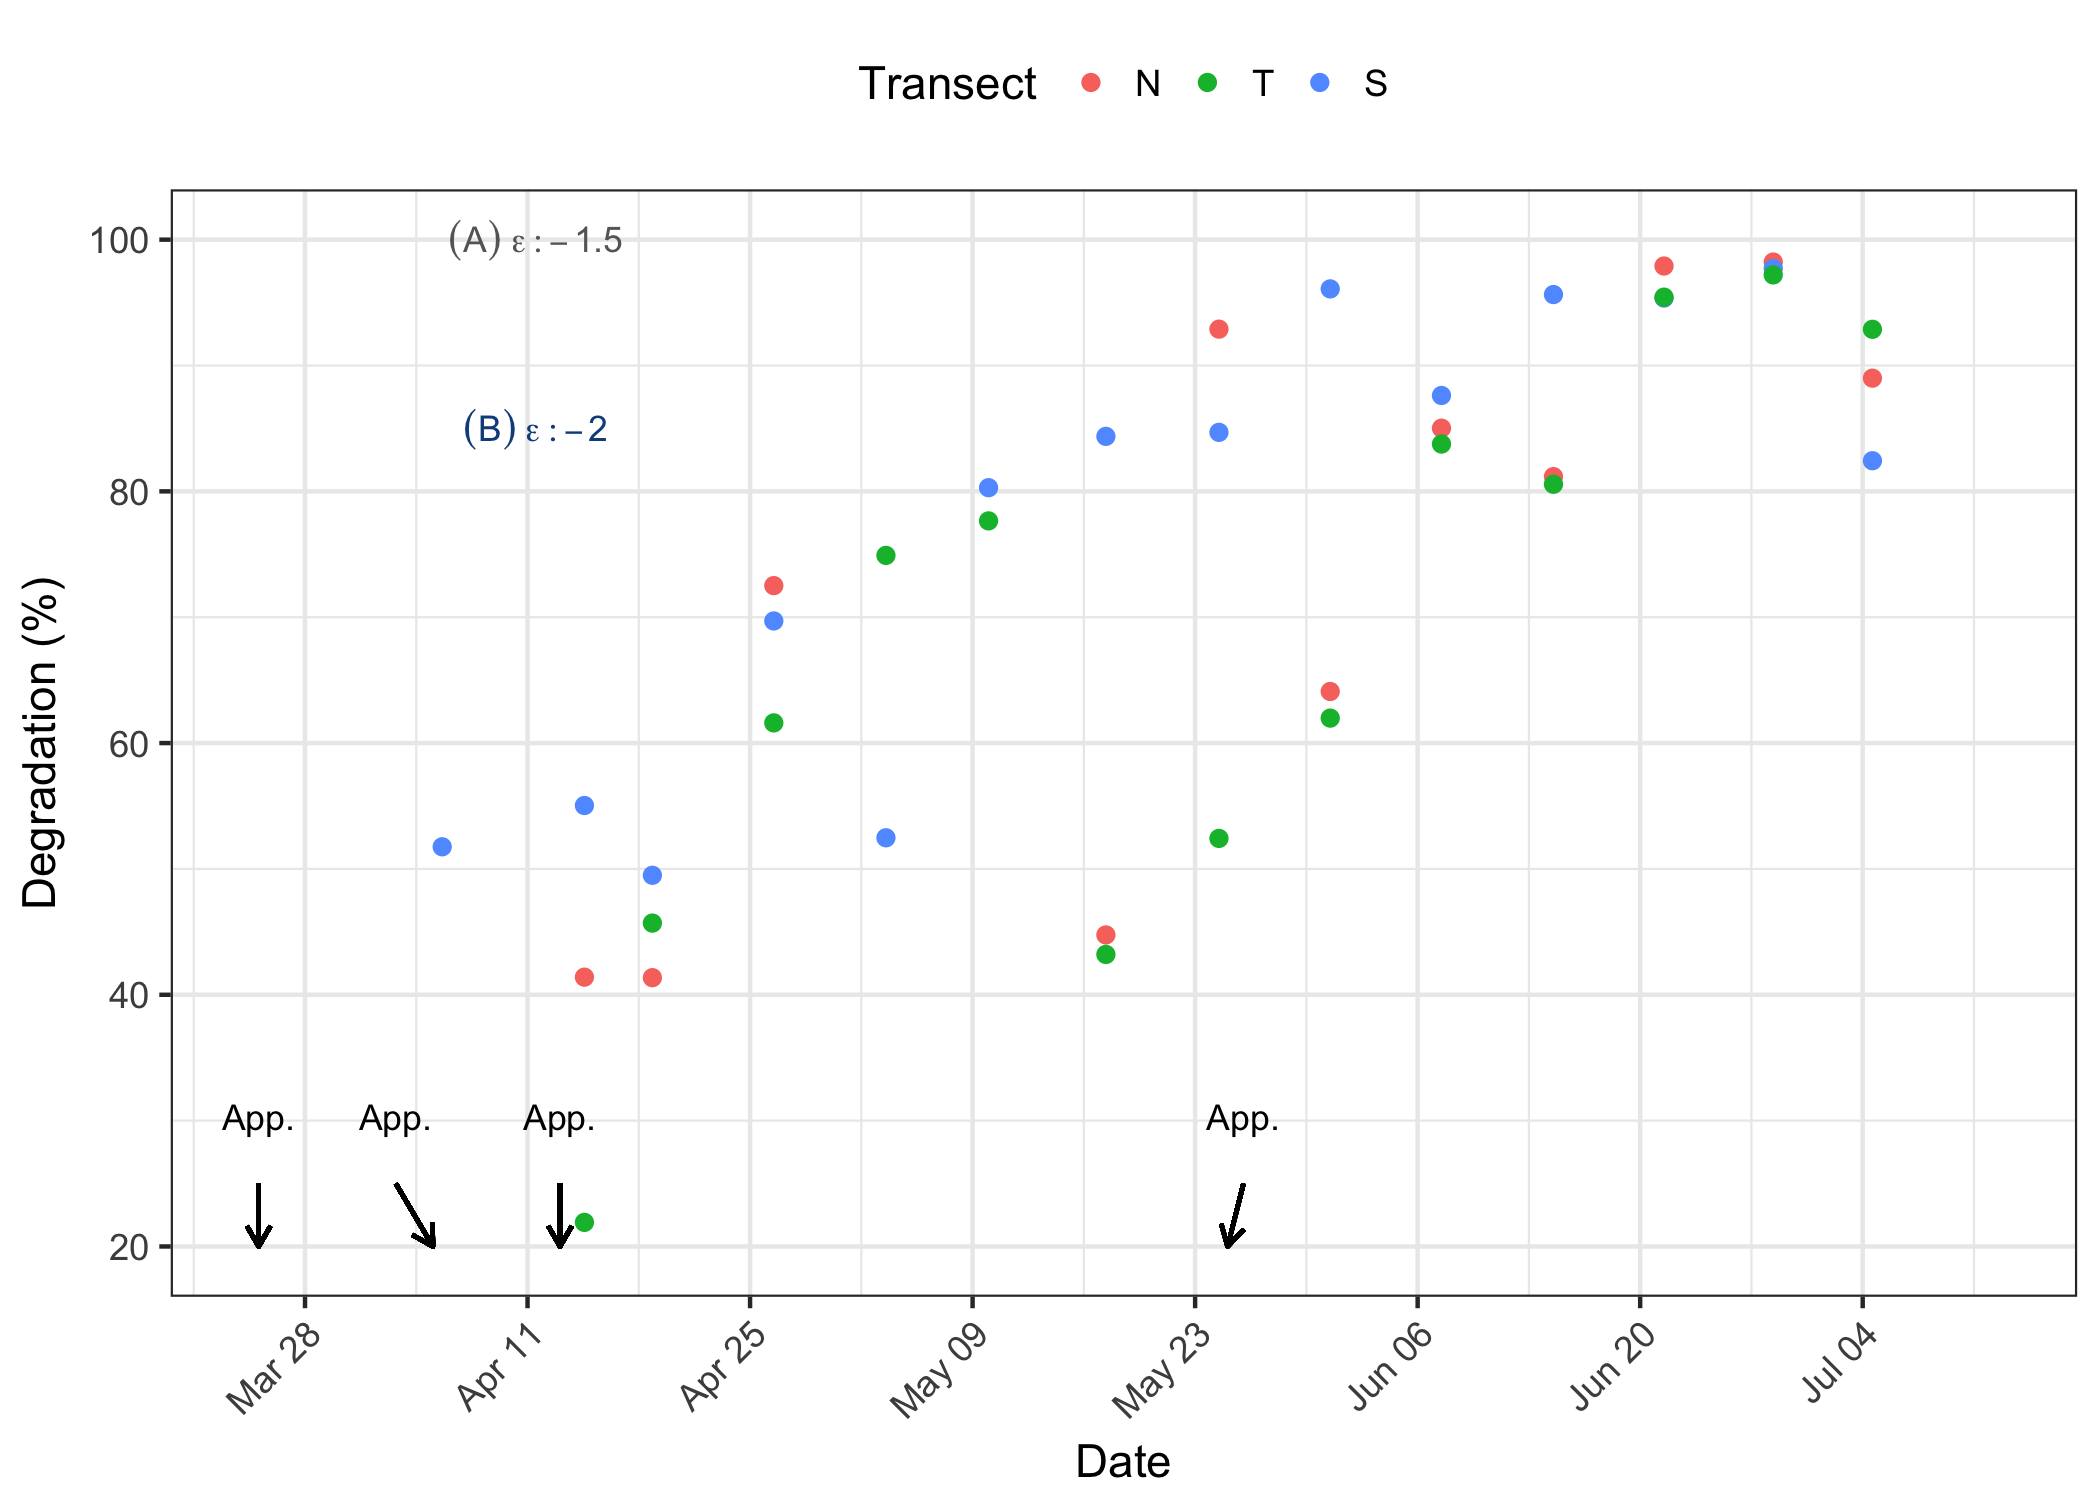 Transect N T S
(A) ε : − 1.5
(B) ε : − 2
100
80
60
40
20
Degradation (%)
App. App. App. App.
Mar 28 Apr 11 Apr 25 May 09 May 23 Jun 06 Jun 20 Jul 04
Date